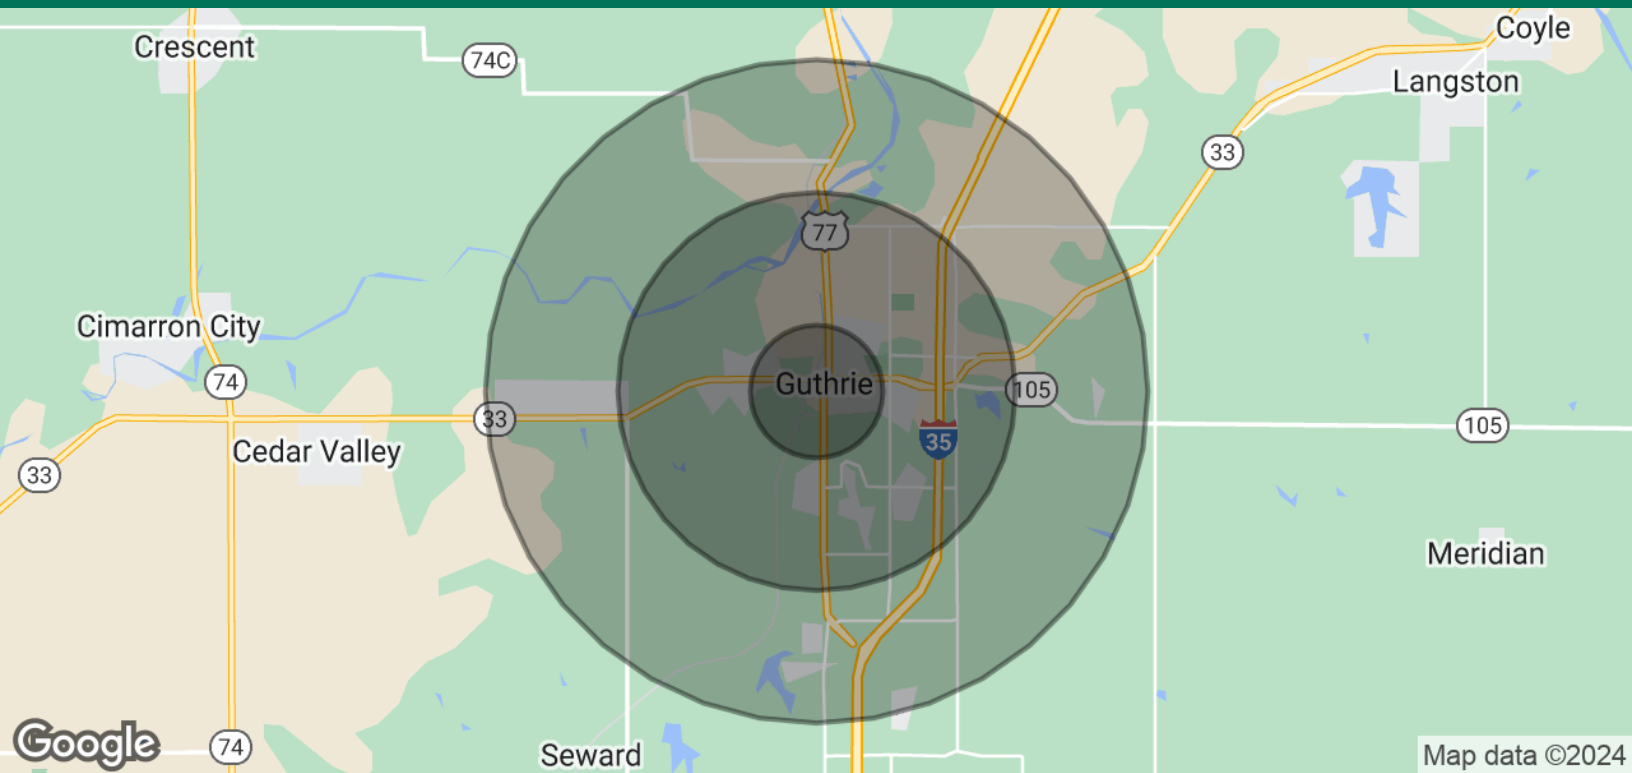 Coyle
Crescent
74C
Langston
33
77
Cimarron City
74
Guthrie
105
33
105
35
Cedar Valley
33
Meridian
Google
74
Seward
Map data ©2024